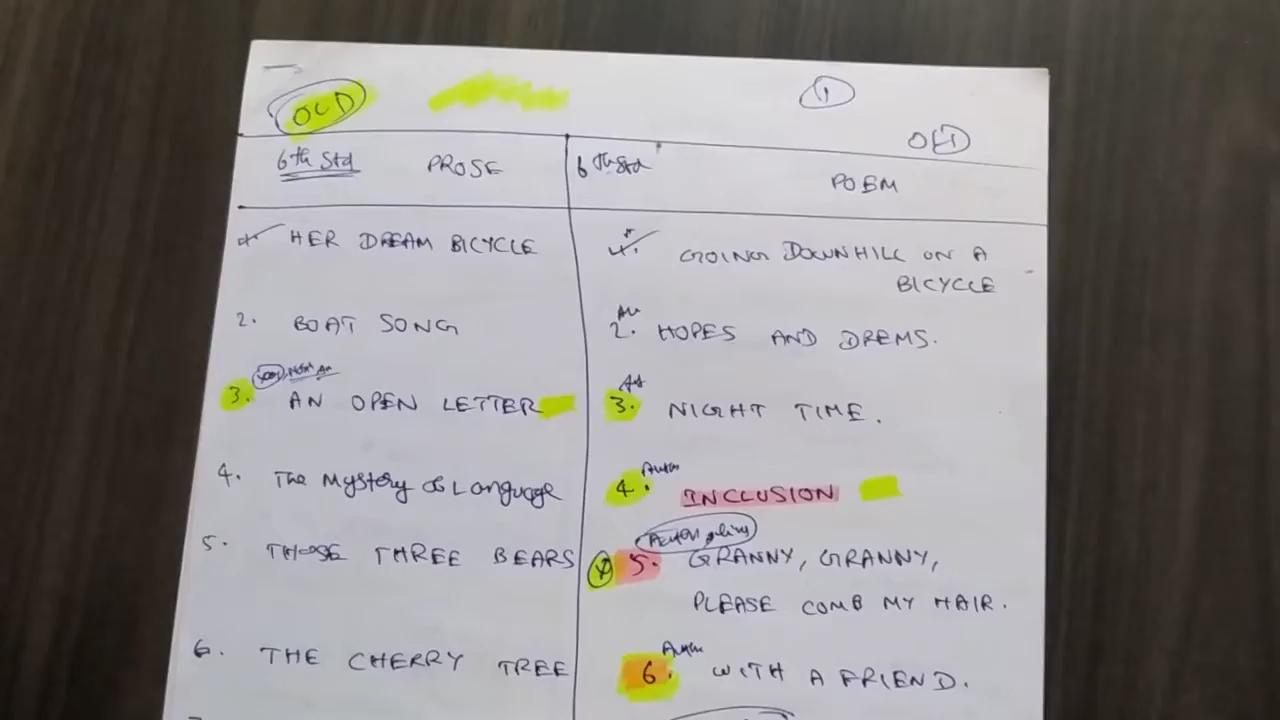 OLD
1
OLD
6th Std PROSE
6th Std POEM
HER DREAM BICYCLE
2. BOAT SONG
3. AN OPEN LETTER
4. The Mystery of Language
5. THOSE THREE BEARS
6. THE CHERRY TREE
GOING DOWNHILL ON A
BICYCLE
2. HOPES AND DREMS.
3. NIGHT TIME.
4. INCLUSION
5. GRANNY, GRANNY,
PLEASE COMB MY HAIR.
6. WITH A FRIEND.